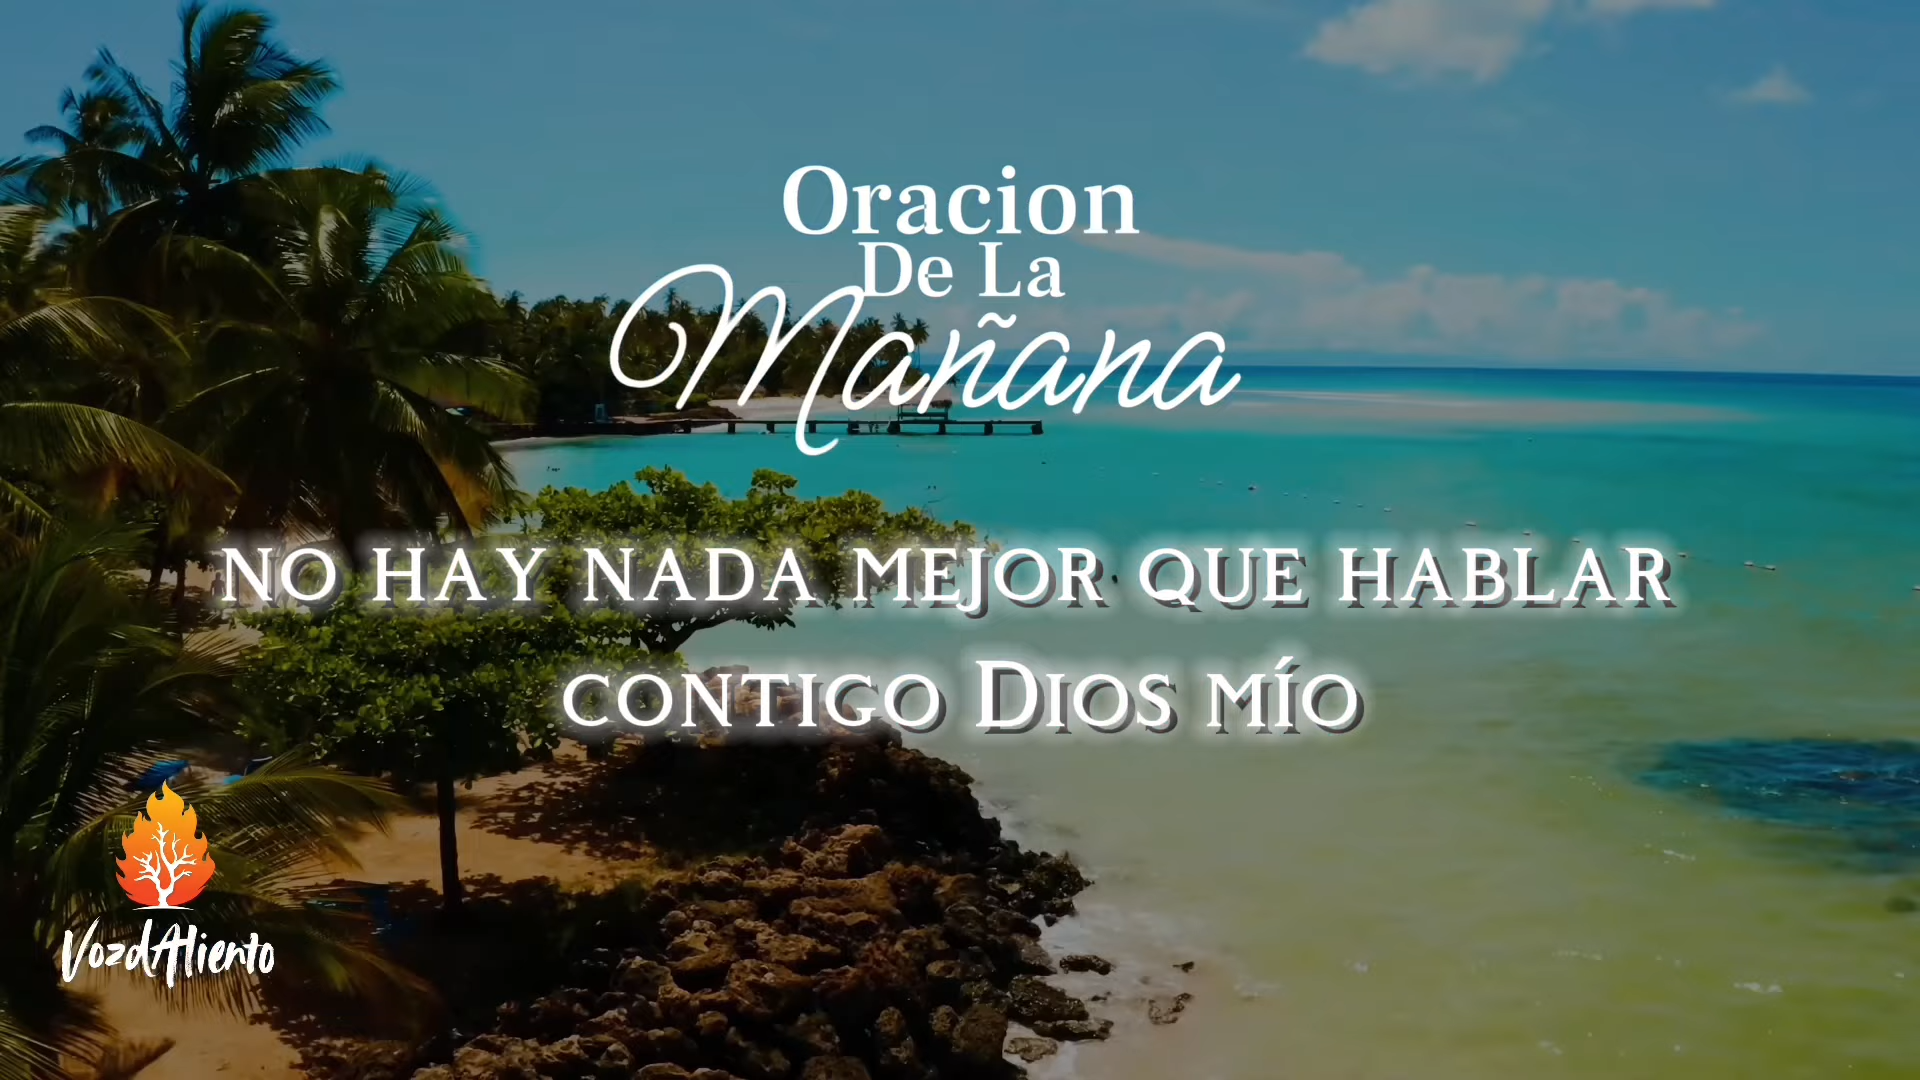 Oracion
De La
Mañana
no hay nada mejor que hablar
contigo Dios mío
VozdAliento